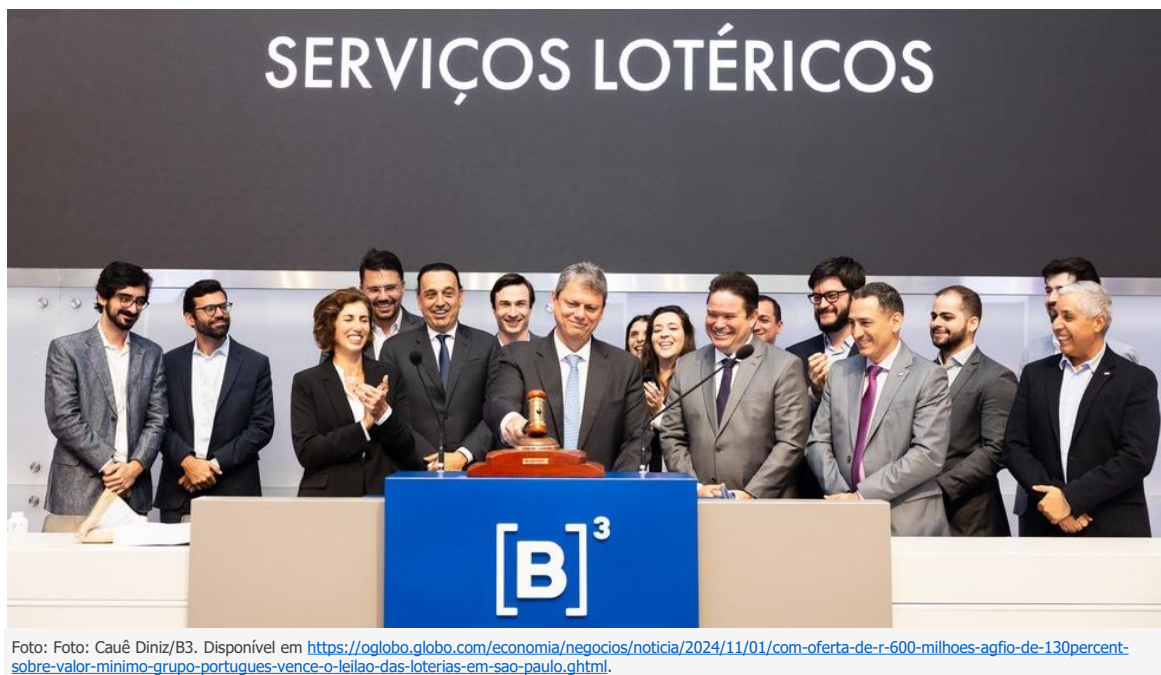 SERVIÇOS LOTÉRICOS
[B]³
Foto: Foto: Cauê Diniz/B3. Disponível em https://oglobo.globo.com/economia/negocios/noticia/2024/11/01/com-oferta-de-r-600-milhoes-agfio-de-130percent-
sobre-valor-minimo-grupo-portugues-vence-o-leilao-das-loterias-em-sao-paulo.ghtml.